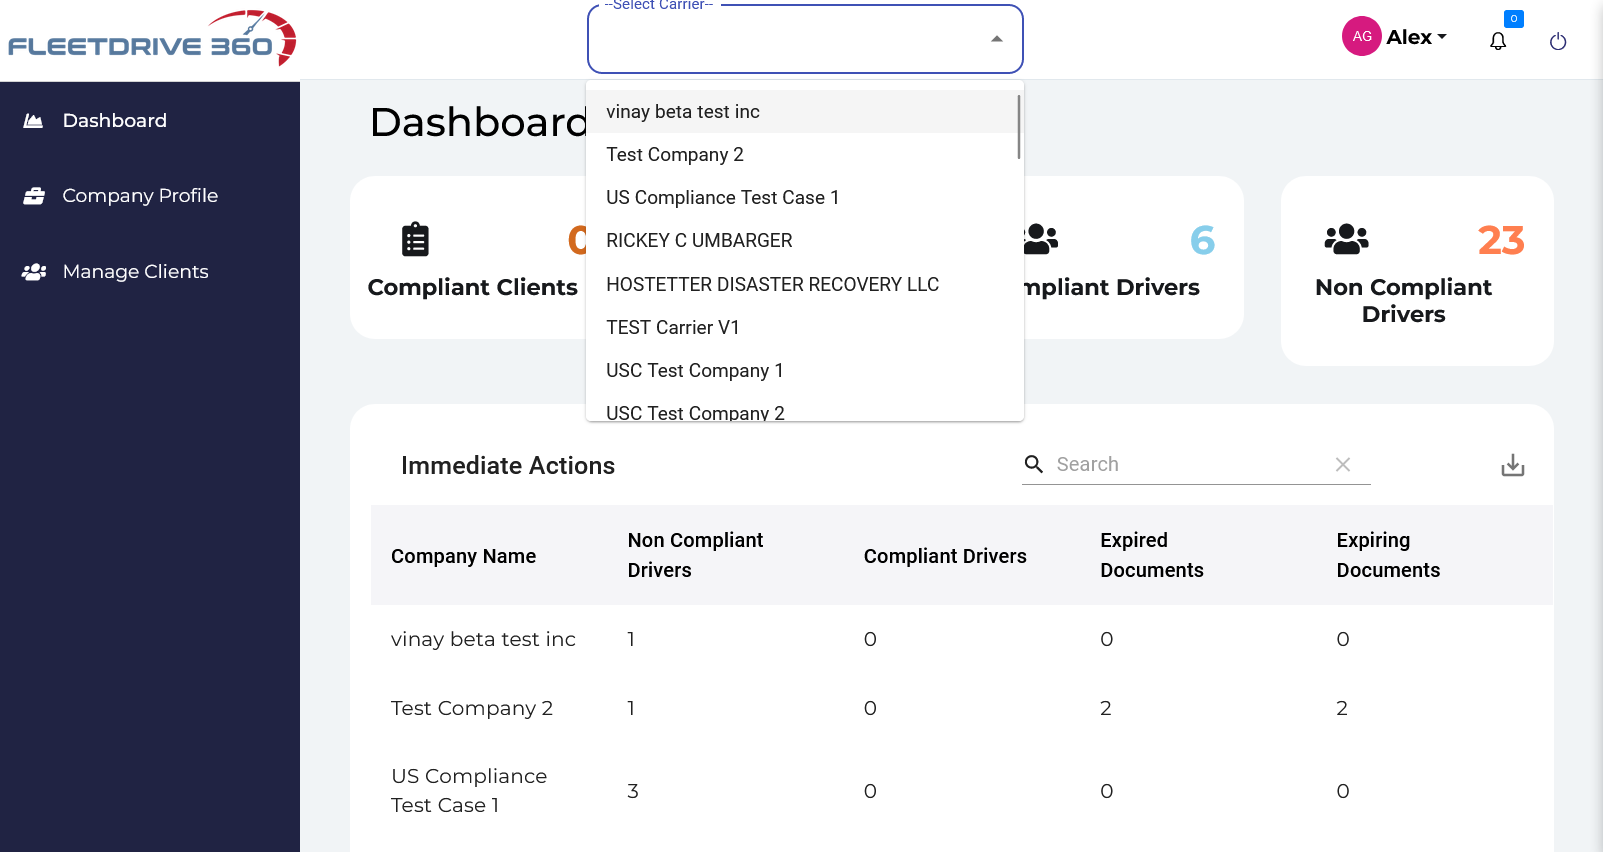 FLEETDRIVE 360
--Select Carrier--
AG
Alex
0
Dashboard
Company Profile
Manage Clients
Dashboard
vinay beta test inc
Test Company 2
US Compliance Test Case 1
RICKEY C UMBARGER
HOSTETTER DISASTER RECOVERY LLC
TEST Carrier V1
USC Test Company 1
USC Test Company 2
0
Compliant Clients
6
mpliant Drivers
23
Non Compliant
Drivers
Immediate Actions
Search
Company Name
Non Compliant
Drivers
Compliant Drivers
Expired
Documents
Expiring
Documents
vinay beta test inc 1 0 0 0
Test Company 2 1 0 2 2
US Compliance
Test Case 1
3 0 0 0